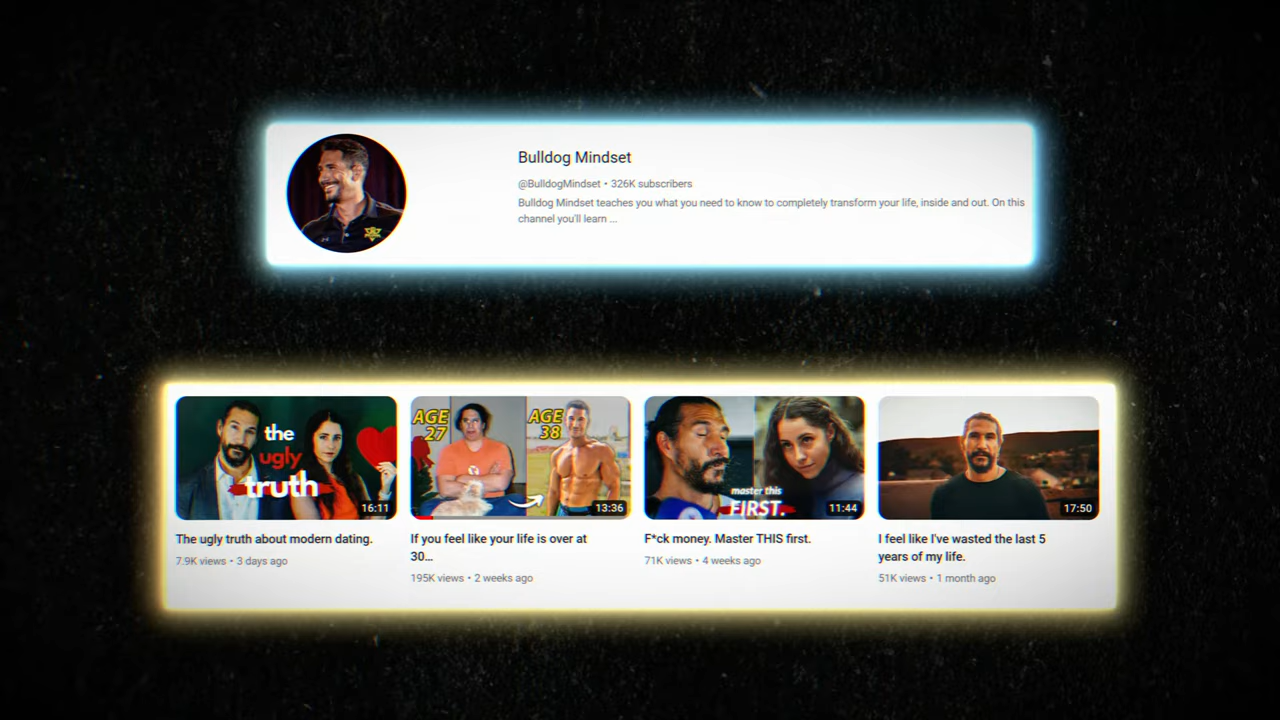 Bulldog Mindset
@BulldogMindset • 326K subscribers
Bulldog Mindset teaches you what you need to know to completely transform your life, inside and out. On this
channel you'll learn ...
the
ugly
truth
16:11
AGE
27
AGE
38
13:36
master this
FIRST.
11:44
17:50
The ugly truth about modern dating.
7.9K views • 3 days ago
If you feel like your life is over at
30...
195K views • 2 weeks ago
F*ck money. Master THIS first.
71K views • 4 weeks ago
I feel like I've wasted the last 5
years of my life.
51K views • 1 month ago